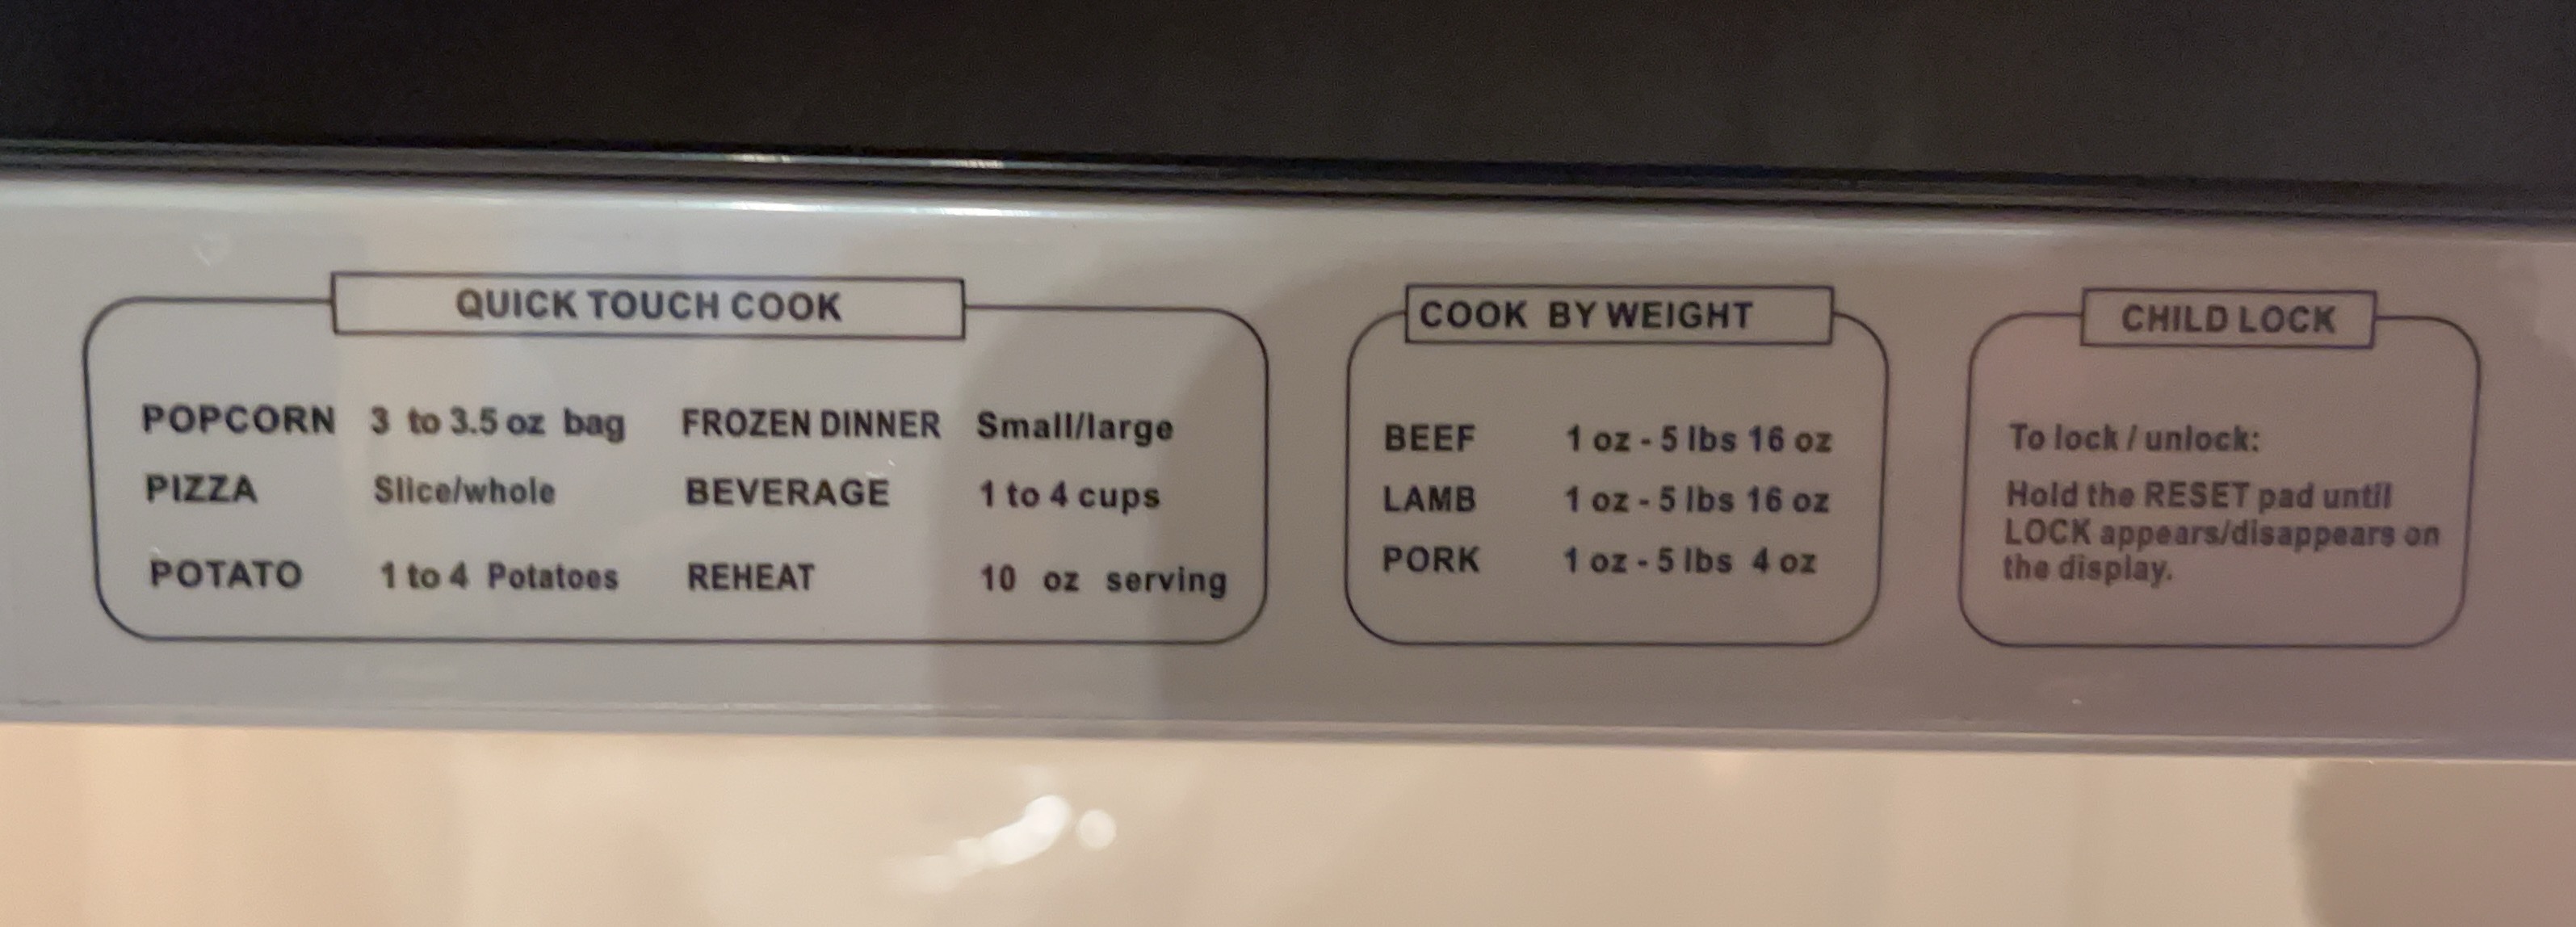 QUICK TOUCH COOK
POPCORN 3 to 3.5 oz bag FROZEN DINNER Small/large
PIZZA Slice/whole BEVERAGE 1 to 4 cups
POTATO 1 to 4 Potatoes REHEAT 10 oz serving
COOK BY WEIGHT
BEEF 1 oz - 5 lbs 16 oz
LAMB 1 oz - 5 lbs 16 oz
PORK 1 oz - 5 lbs 4 oz
CHILD LOCK
To lock / unlock:
Hold the RESET pad until
LOCK appears/disappears on
the display.